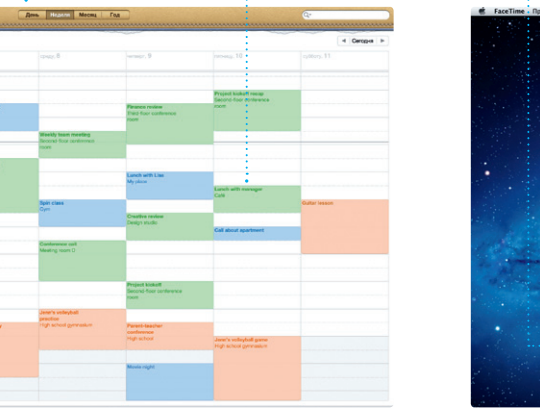 День Неделя Месяц Год
Сегодня
среда, 8
четверг, 9
пятница, 10
суббота, 11
Weekly team meeting
Second-floor conference
room
Spin class
Gym
Conference call
Meeting room D
Jane's volleyball
practice
High school gymnasium
Finance review
Third-floor conference
room
Lunch with Lisa
My place
Creative review
Design studio
Project kickoff
Second-floor conference
room
Parent-teacher
conference
High school
Movie night
Project kickoff recap
Second-floor conference
room
Lunch with manager
Café
Call about apartment
Jane's volleyball game
High school gymnasium
Guitar lesson
FaceTime